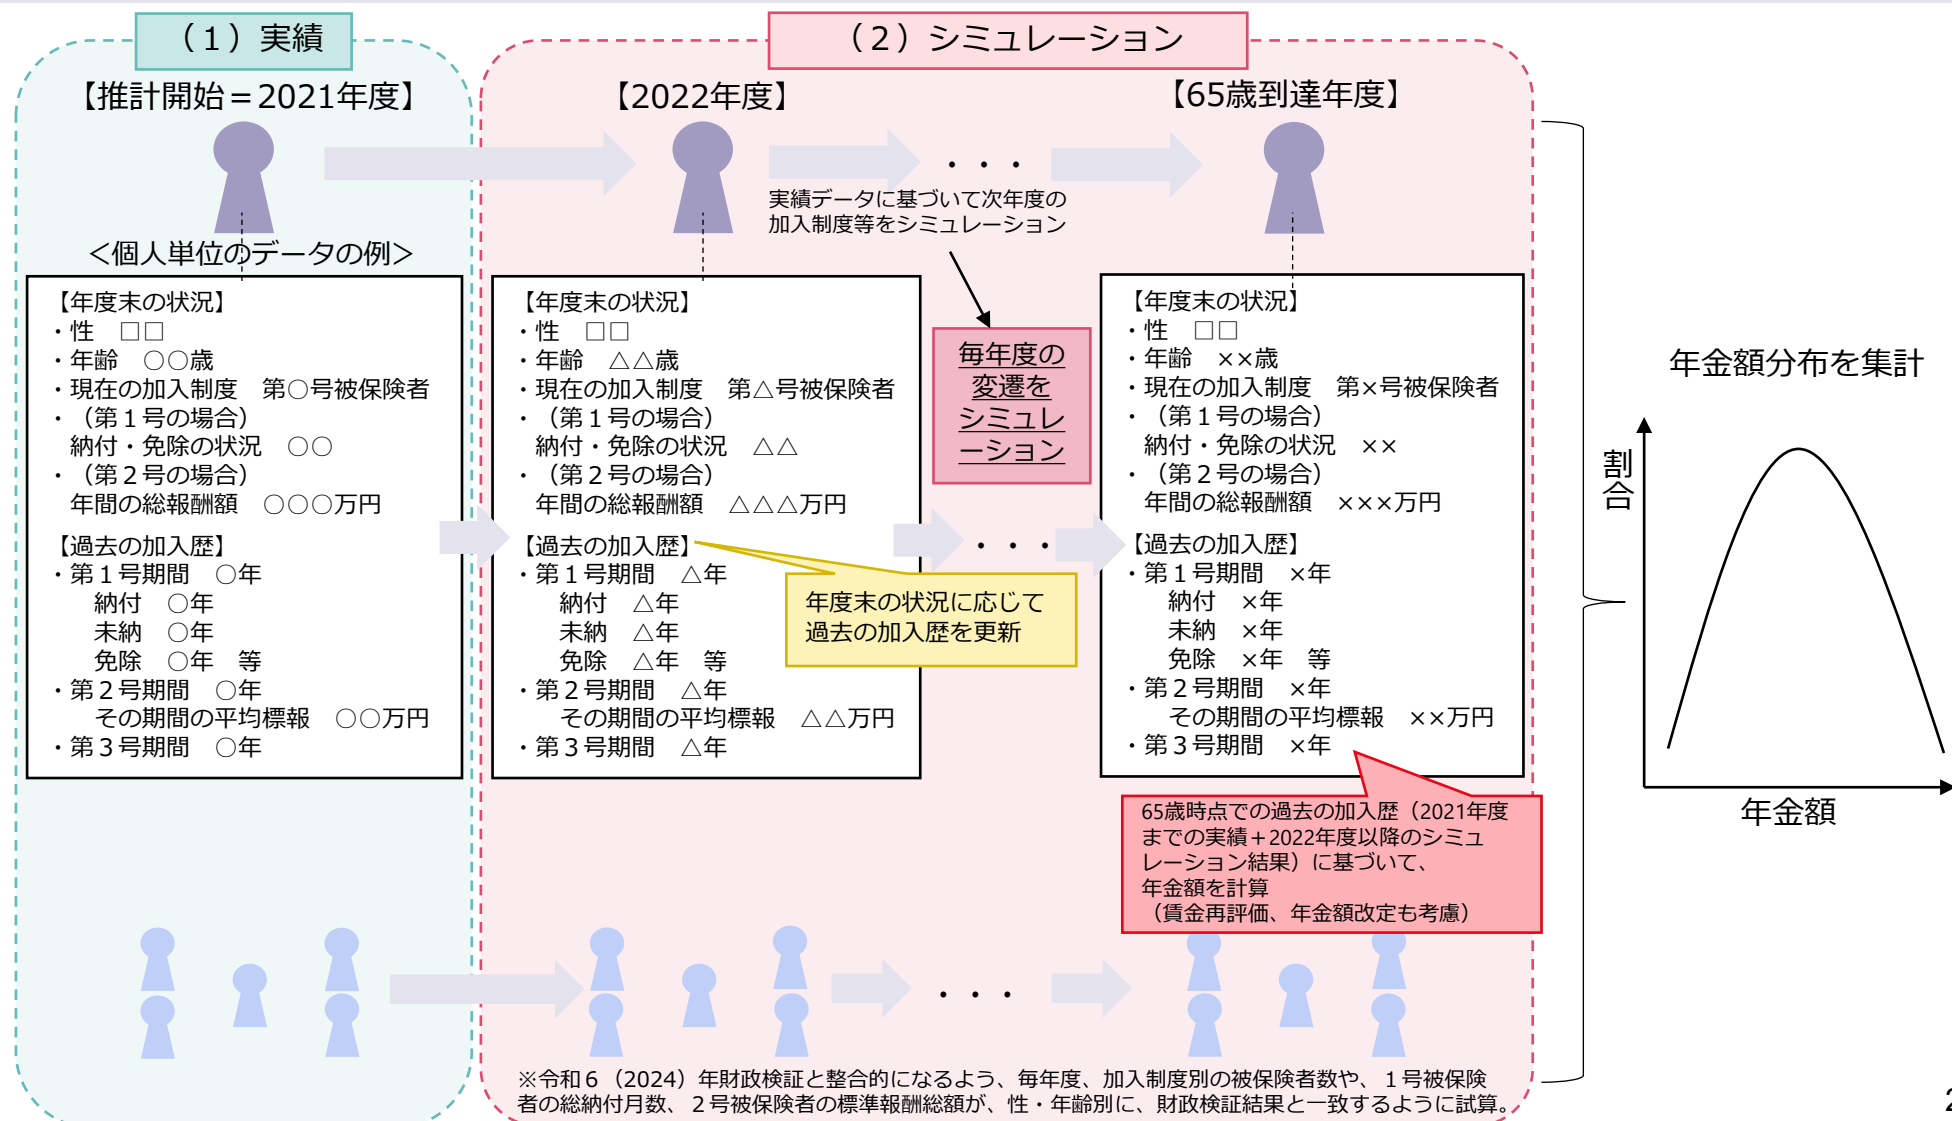 （1）実績
【推計開始＝2021年度】
＜個人単位のデータの例＞
【年度末の状況】
・性　□□
・年齢　○○歳
・現在の加入制度　第○号被保険者
・（第１号の場合）
納付・免除の状況　○○
・（第２号の場合）
年間の総報酬額　○○○万円
【過去の加入歴】
・第１号期間　○年
納付　○年
未納　○年
免除　○年　等
・第２号期間　○年
その期間の平均標報　○○万円
・第３号期間　○年
（2）シミュレーション
【2022年度】
・・・
【65歳到達年度】
実績データに基づいて次年度の
加入制度等をシミュレーション
【年度末の状況】
・性　□□
・年齢　△△歳
・現在の加入制度　第△号被保険者
・（第１号の場合）
納付・免除の状況　△△
・（第２号の場合）
年間の総報酬額　△△△万円
【過去の加入歴】
・第１号期間　△年
納付　△年
未納　△年
免除　△年　等
・第２号期間　△年
その期間の平均標報　△△万円
・第３号期間　△年
毎年度の
変遷を
シミュレ
ーション
・・・
年度末の状況に応じて
過去の加入歴を更新
【年度末の状況】
・性　□□
・年齢　××歳
・現在の加入制度　第×号被保険者
・（第１号の場合）
納付・免除の状況　××
・（第２号の場合）
年間の総報酬額　×××万円
【過去の加入歴】
・第１号期間　×年
納付　×年
未納　×年
免除　×年　等
・第２号期間　×年
その期間の平均標報　××万円
・第３号期間　×年
65歳時点での過去の加入歴（2021年度
までの実績＋2022年度以降のシミュ
レーション結果）に基づいて、
年金額を計算
（賃金再評価、年金額改定も考慮）
・・・
※令和６（2024）年財政検証と整合的になるよう、毎年度、加入制度別の被保険者数や、１号被保険
者の総納付月数、２号被保険者の標準報酬総額が、性・年齢別に、財政検証結果と一致するように試算。
年金額分布を集計
割合
年金額
2